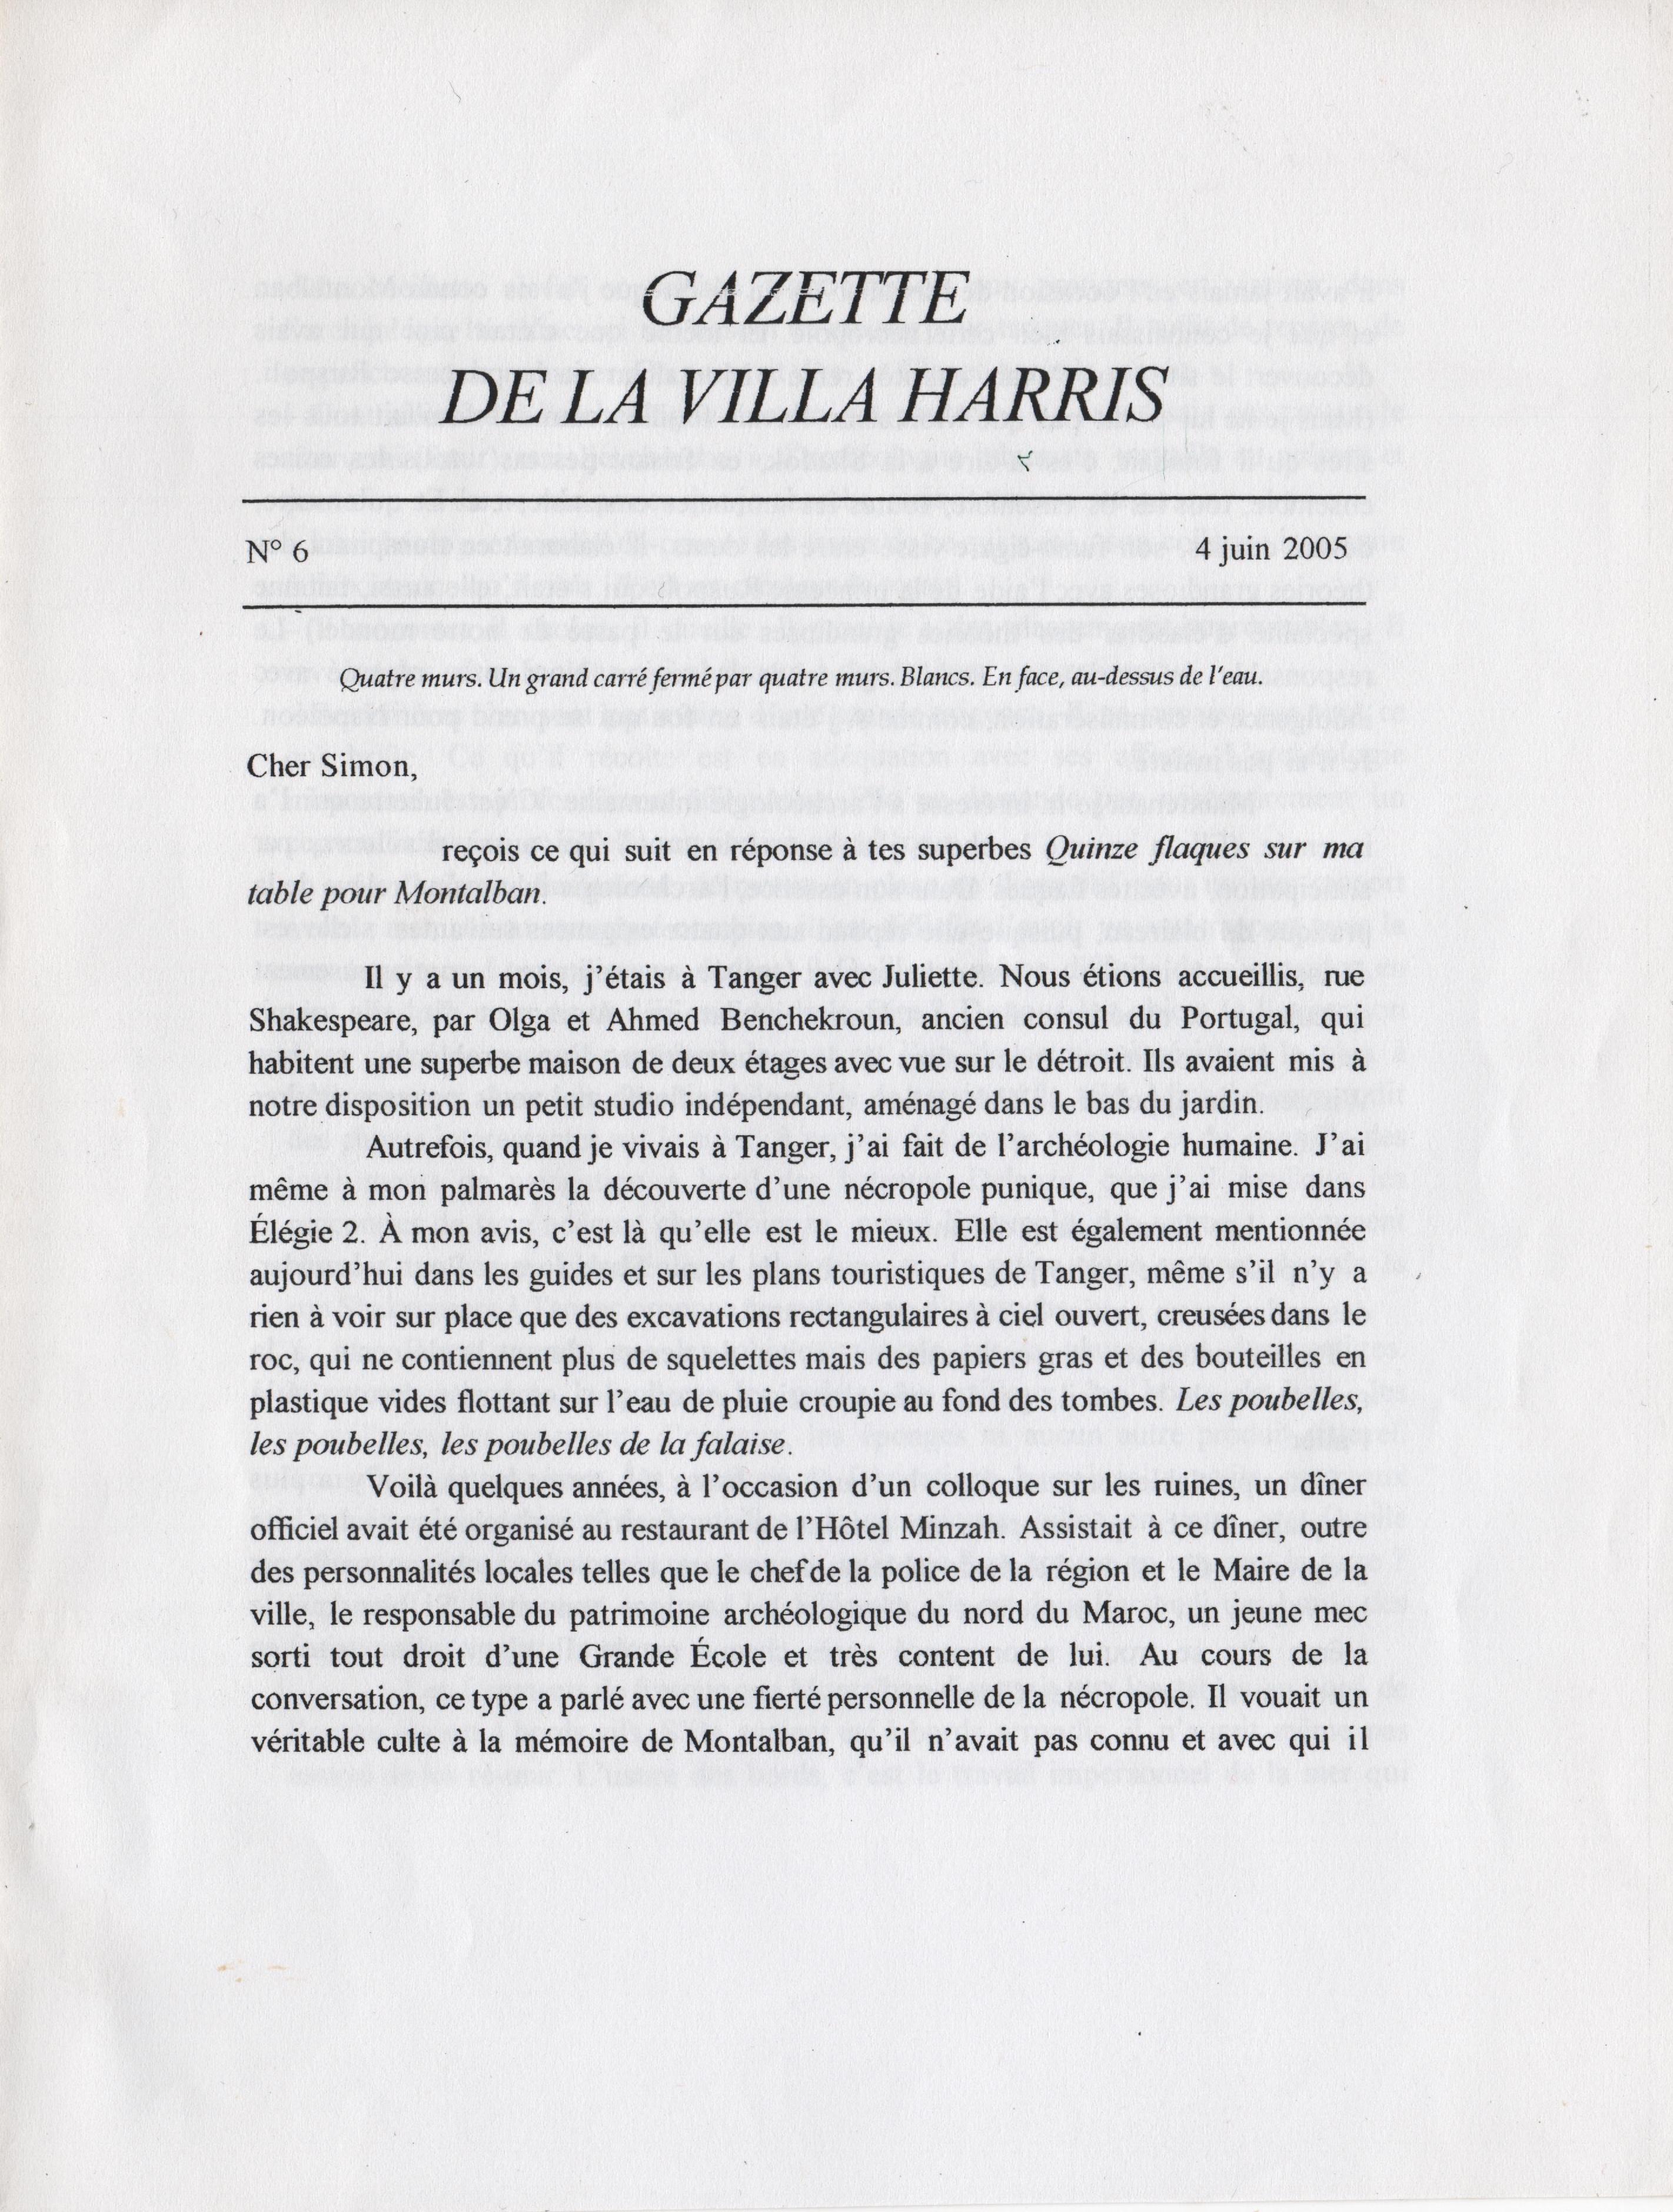 GAZETTE
DE LA VILLA HARRIS
N° 6 4 juin 2005
Quatre murs. Un grand carré fermé par quatre murs. Blancs. En face, au-dessus de l'eau.
Cher Simon,
reçois ce qui suit en réponse à tes superbes Quinze flaques sur ma
table pour Montalban.
Il y a un mois, j'étais à Tanger avec Juliette. Nous étions accueillis, rue
Shakespeare, par Olga et Ahmed Benchekroun, ancien consul du Portugal, qui
habitent une superbe maison de deux étages avec vue sur le détroit. Ils avaient mis à
notre disposition un petit studio indépendant, aménagé dans le bas du jardin.
Autrefois, quand je vivais à Tanger, j'ai fait de l'archéologie humaine. J'ai
même à mon palmarès la découverte d'une nécropole punique, que j'ai mise dans
Élégie 2. À mon avis, c'est là qu'elle est le mieux. Elle est également mentionnée
aujourd'hui dans les guides et sur les plans touristiques de Tanger, même s'il n'y a
rien à voir sur place que des excavations rectangulaires à ciel ouvert, creusées dans le
roc, qui ne contiennent plus de squelettes mais des papiers gras et des bouteilles en
plastique vides flottant sur l'eau de pluie croupie au fond des tombes. Les poubelles,
les poubelles, les poubelles de la falaise.
Voilà quelques années, à l'occasion d'un colloque sur les ruines, un dîner
officiel avait été organisé au restaurant de l'Hôtel Minzah. Assistait à ce dîner, outre
des personnalités locales telles que le chef de la police de la région et le Maire de la
ville, le responsable du patrimoine archéologique du nord du Maroc, un jeune mec
sorti tout droit d'une Grande École et très content de lui. Au cours de la
conversation, ce type a parlé avec une fierté personnelle de la nécropole. Il vouait un
véritable culte à la mémoire de Montalban, qu'il n'avait pas connu et avec qui il